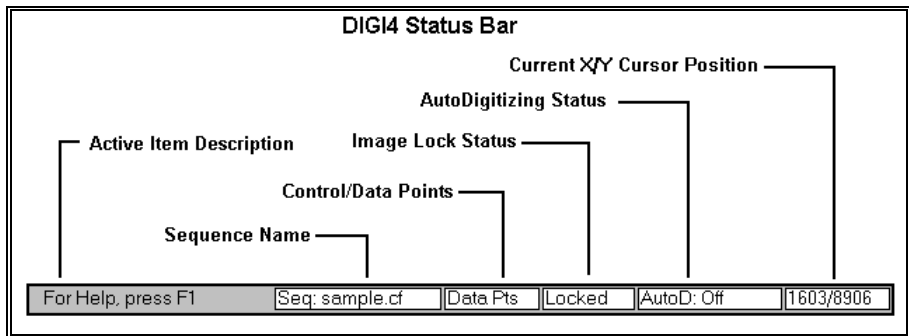 DIGI4 Status Bar
Current X/Y Cursor Position
AutoDigitizing Status
Active Item Description
Image Lock Status
Control/Data Points
Sequence Name
For Help, press F1
Seq: sample.cf
Data Pts
Locked
AutoD: Off
1603/8906